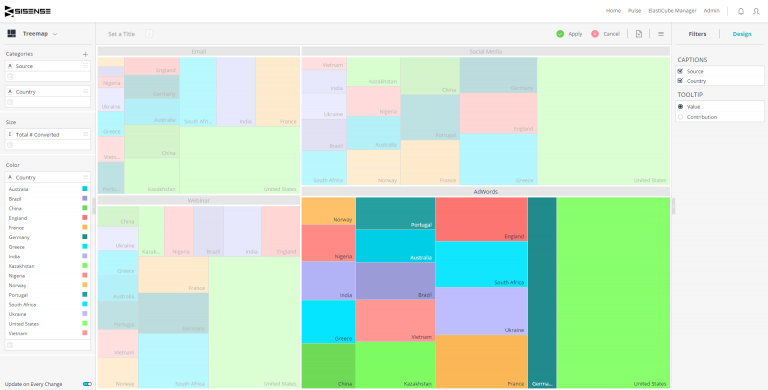 SISENSE
Home Pulse ElastiCube Manager Admin
Treemap
Set a Title
Apply Cancel
Filters Design
Categories
A Source
A Country
Size
Total # Converted
Color
A Country
Australia
Brazil
China
England
France
Germany
Greece
India
Kazakhstan
Nigeria
Norway
Portugal
South Africa
Ukraine
United States
Vietnam
Update on Every Change
Email
England
Nigeria
Germany
Ukraine
Australia
South Afri...
India
France
Greece
China
Viet...
Portu...
Kazakhstan
United States
Social Media
Vietnam
India
Ukraine
Brazil
South Africa
Kazakhstan
Nigeria
Australia
Norway
China
Portugal
France
Germany
England
Greece
United States
Webinar
China
Ukraine
Greece
Australia
Portugal
Vietnam
Norway
Kazak...
Nigeria
Brazil
India
England
France
Germany
South Africa
United States
AdWords
Norway
Nigeria
India
Greece
China
Portugal
Australia
Brazil
Vietnam
Kazakhstan
England
South Africa
Ukraine
France
Germa...
United States
CAPTIONS
Source
Country
TOOLTIP
Value
Contribution